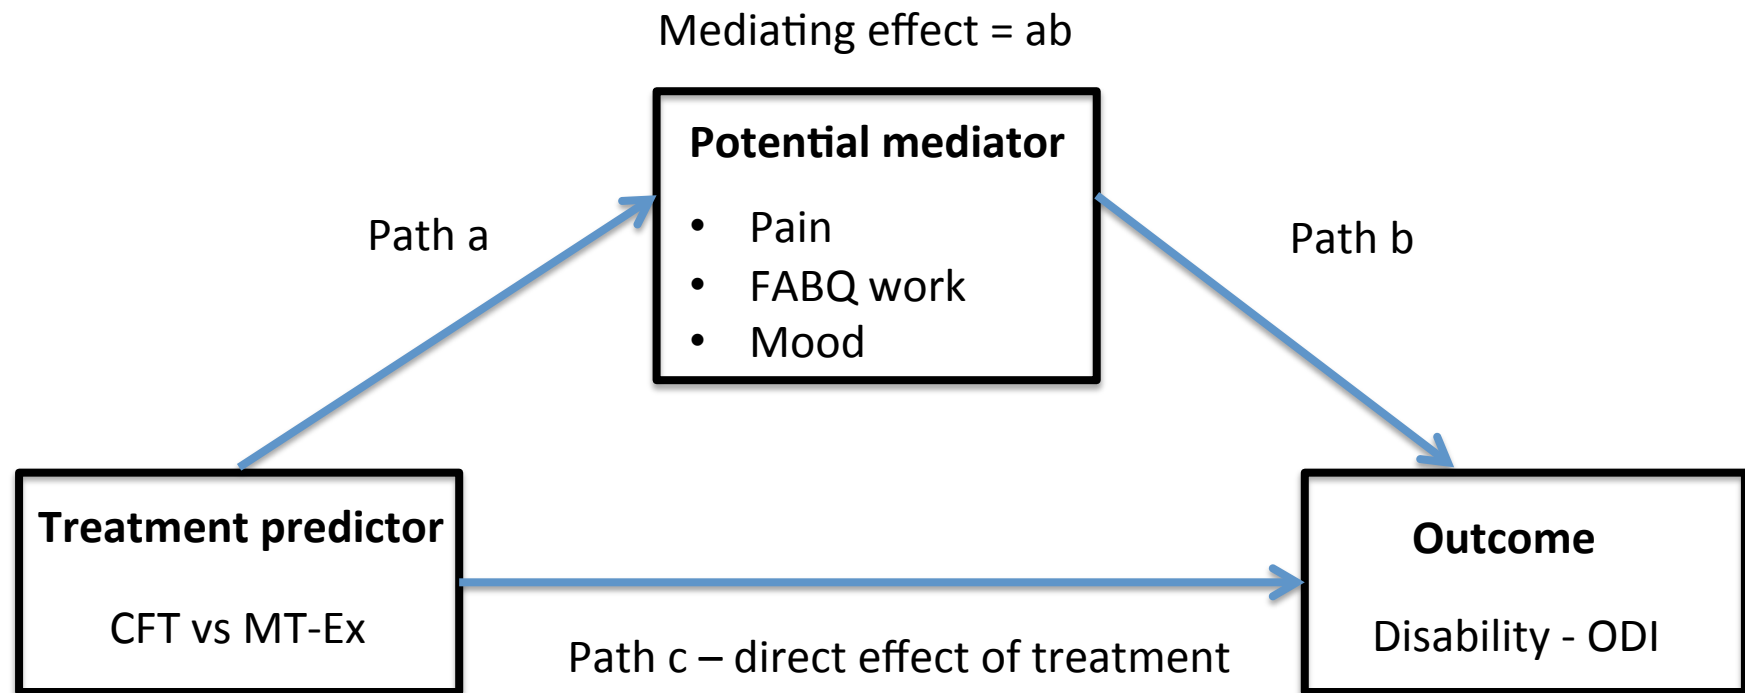 Mediating effect = ab
Potential mediator
• Pain
• FABQ work
• Mood
Path a
Path b
Treatment predictor
CFT vs MT-Ex
Path c – direct effect of treatment
Outcome
Disability - ODI